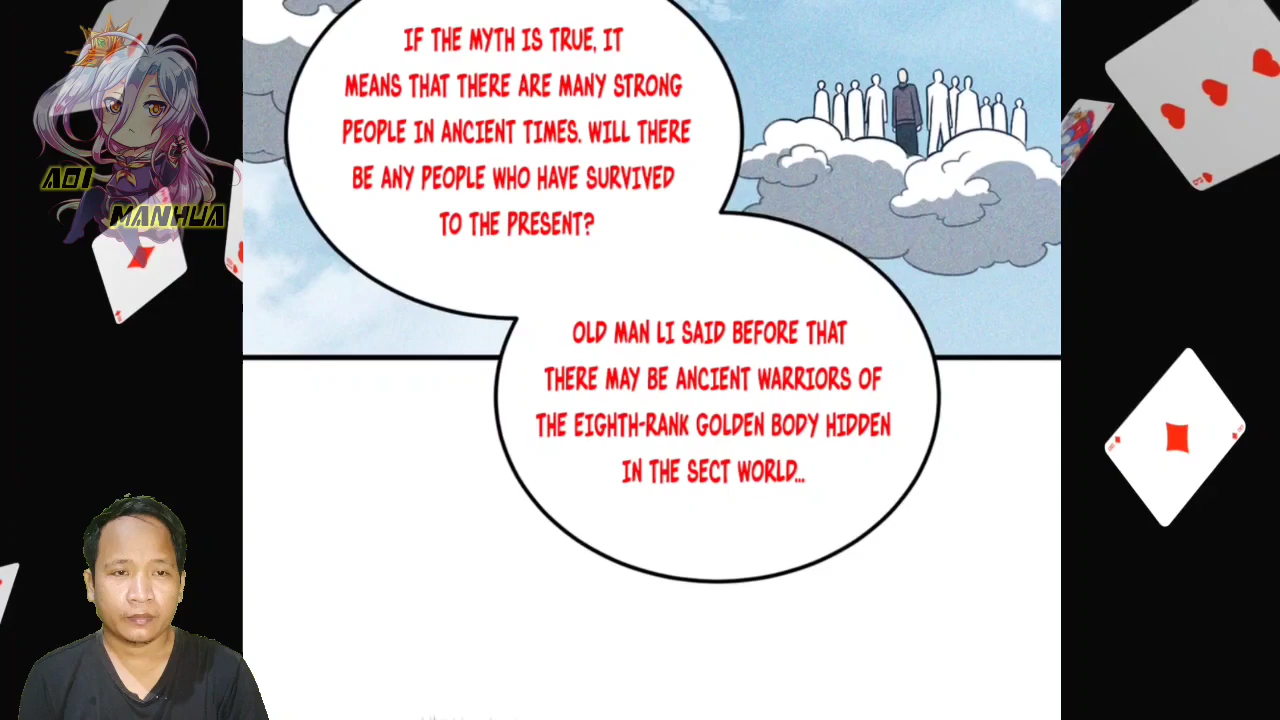 IF THE MYTH IS TRUE, IT
MEANS THAT THERE ARE MANY STRONG
PEOPLE IN ANCIENT TIMES. WILL THERE
BE ANY PEOPLE WHO HAVE SURVIVED
TO THE PRESENT?
OLD MAN LI SAID BEFORE THAT
THERE MAY BE ANCIENT WARRIORS OF
THE EIGHTH-RANK GOLDEN BODY HIDDEN
IN THE SECT WORLD...
AOI
MANHUA